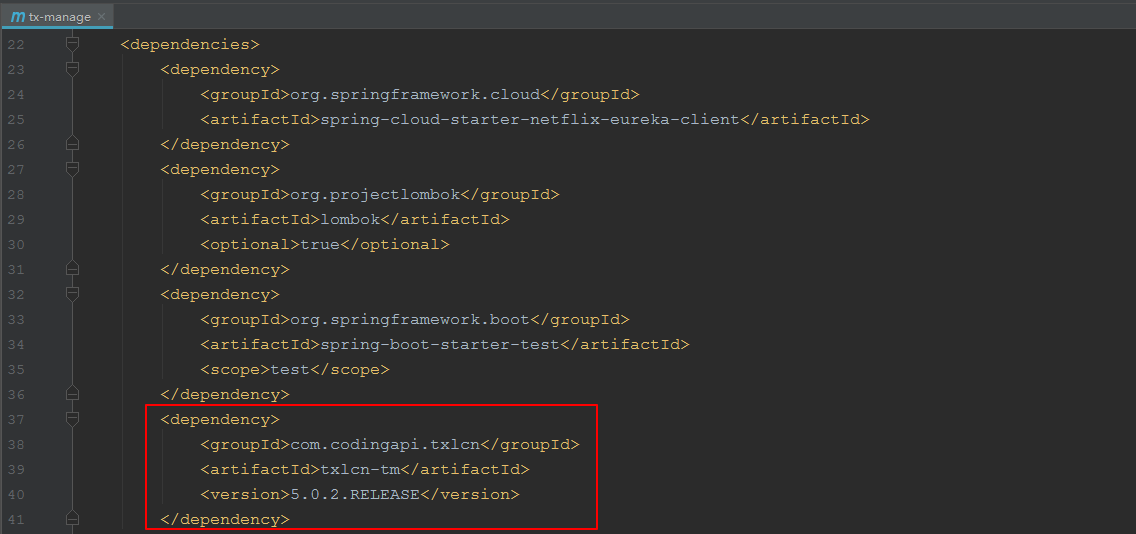 m tx-manage ×
22 <dependencies>
23 <dependency>
24 <groupId>org.springframework.cloud</groupId>
25 <artifactId>spring-cloud-starter-netflix-eureka-client</artifactId>
26 </dependency>
27 <dependency>
28 <groupId>org.projectlombok</groupId>
29 <artifactId>lombok</artifactId>
30 <optional>true</optional>
31 </dependency>
32 <dependency>
33 <groupId>org.springframework.boot</groupId>
34 <artifactId>spring-boot-starter-test</artifactId>
35 <scope>test</scope>
36 </dependency>
37 <dependency>
38 <groupId>com.codingapi.txlcn</groupId>
39 <artifactId>txlcn-tm</artifactId>
40 <version>5.0.2.RELEASE</version>
41 </dependency>